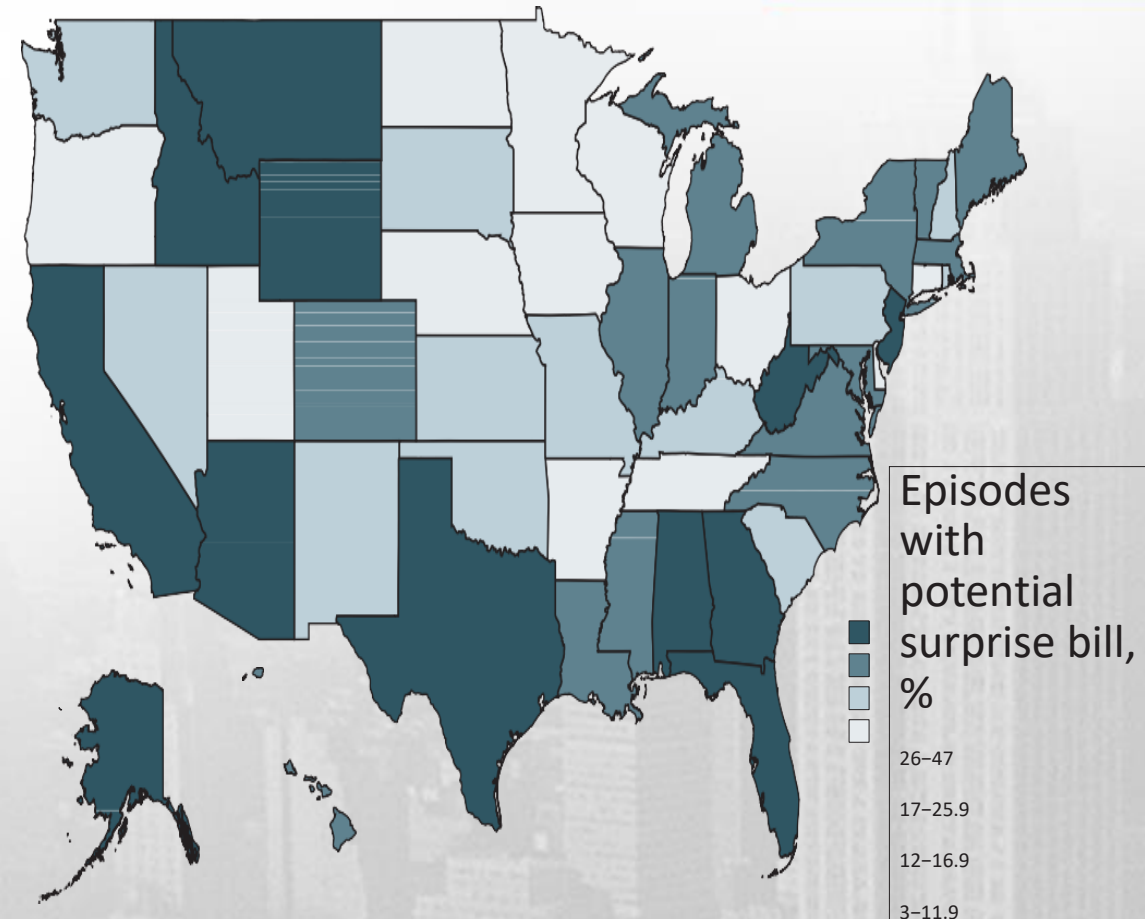 Episodes
with
potential
surprise bill,
%
26–47
17–25.9
12–16.9
3–11.9